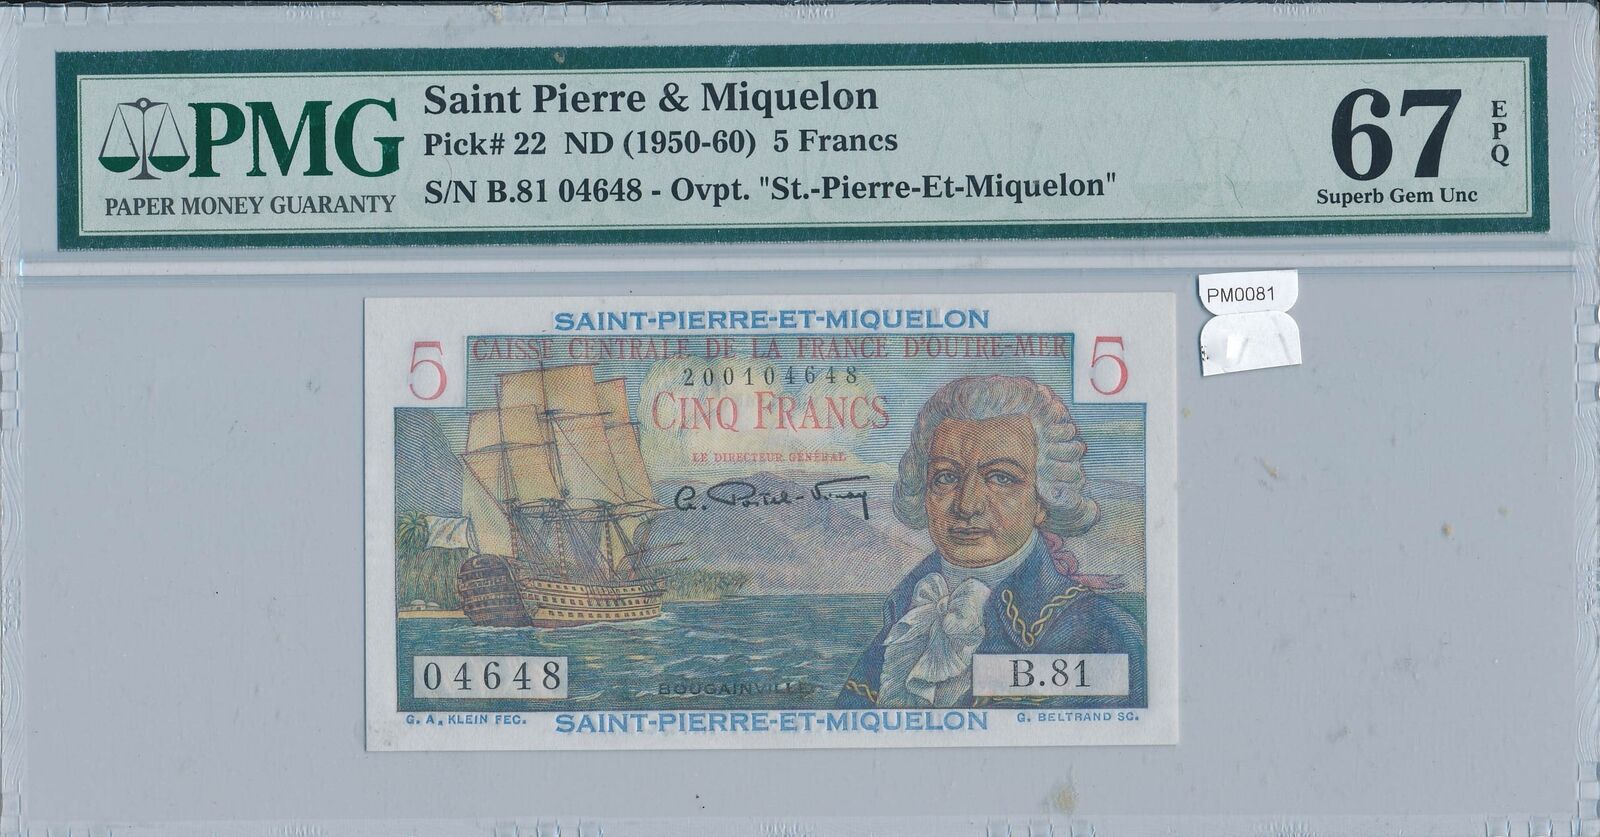 PMG
PAPER MONEY GUARANTY
Saint Pierre & Miquelon
Pick# 22 ND (1950-60) 5 Francs
S/N B.81 04648 - Ovpt. "St.-Pierre-Et-Miquelon"
67
EPQ
Superb Gem Unc
PM0081
SAINT-PIERRE-ET-MIQUELON
5
CAISSE CENTRALE DE LA FRANCE D'OUTRE-MER
5
200104648
CINQ FRANCS
LE DIRECTEUR GÉNÉRAL
A. Postel-Vinay
04648
BOUGAINVILLE
B.81
G. A. KLEIN FEC.
SAINT-PIERRE-ET-MIQUELON
G. BELTRAND SC.